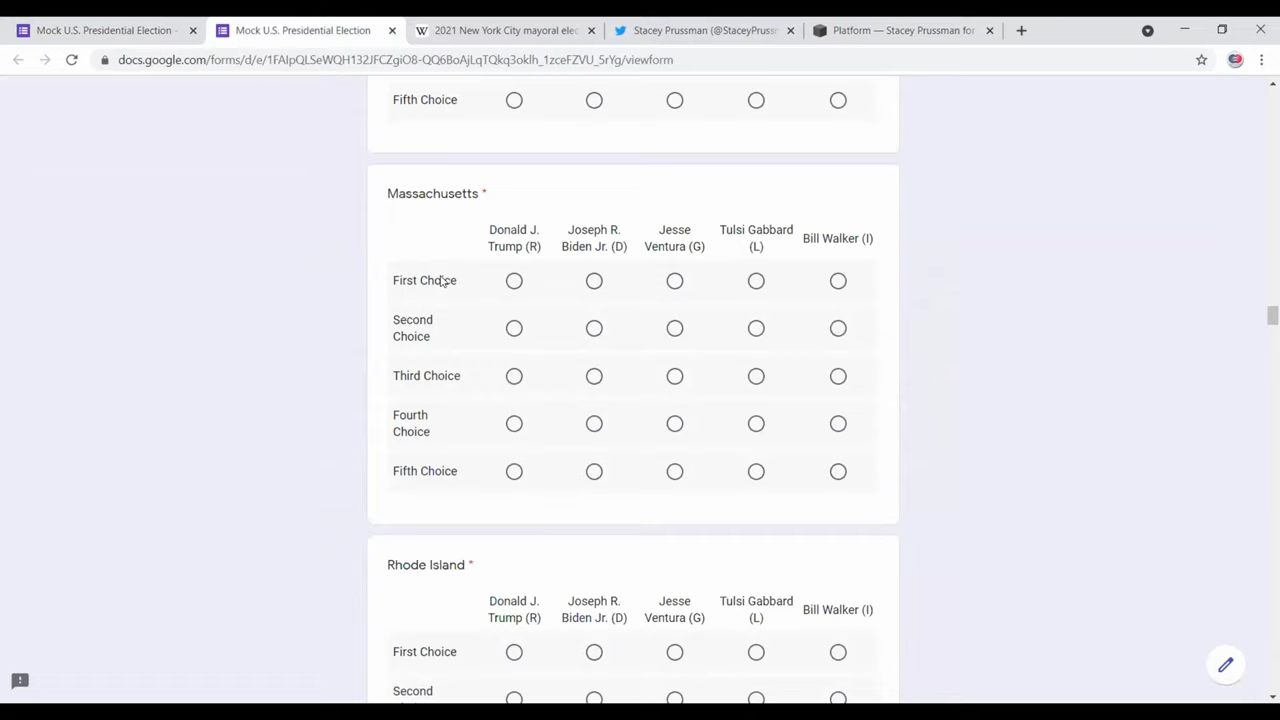 Mock U.S. Presidential Election -
Mock U.S. Presidential Election
2021 New York City mayoral elec
Stacey Prussman (@StaceyPrussm
Platform — Stacey Prussman for
docs.google.com/forms/d/e/1FAIpQLSeWQH132JFCZgiO8-QQ6BoAjLqTQkq3oklh_1zceFZVU_5rYg/viewform
Fifth Choice
Massachusetts *
Donald J. Trump (R)
Joseph R. Biden Jr. (D)
Jesse Ventura (G)
Tulsi Gabbard (L)
Bill Walker (I)
First Choice
Second Choice
Third Choice
Fourth Choice
Fifth Choice
Rhode Island *
Donald J. Trump (R)
Joseph R. Biden Jr. (D)
Jesse Ventura (G)
Tulsi Gabbard (L)
Bill Walker (I)
First Choice
Second